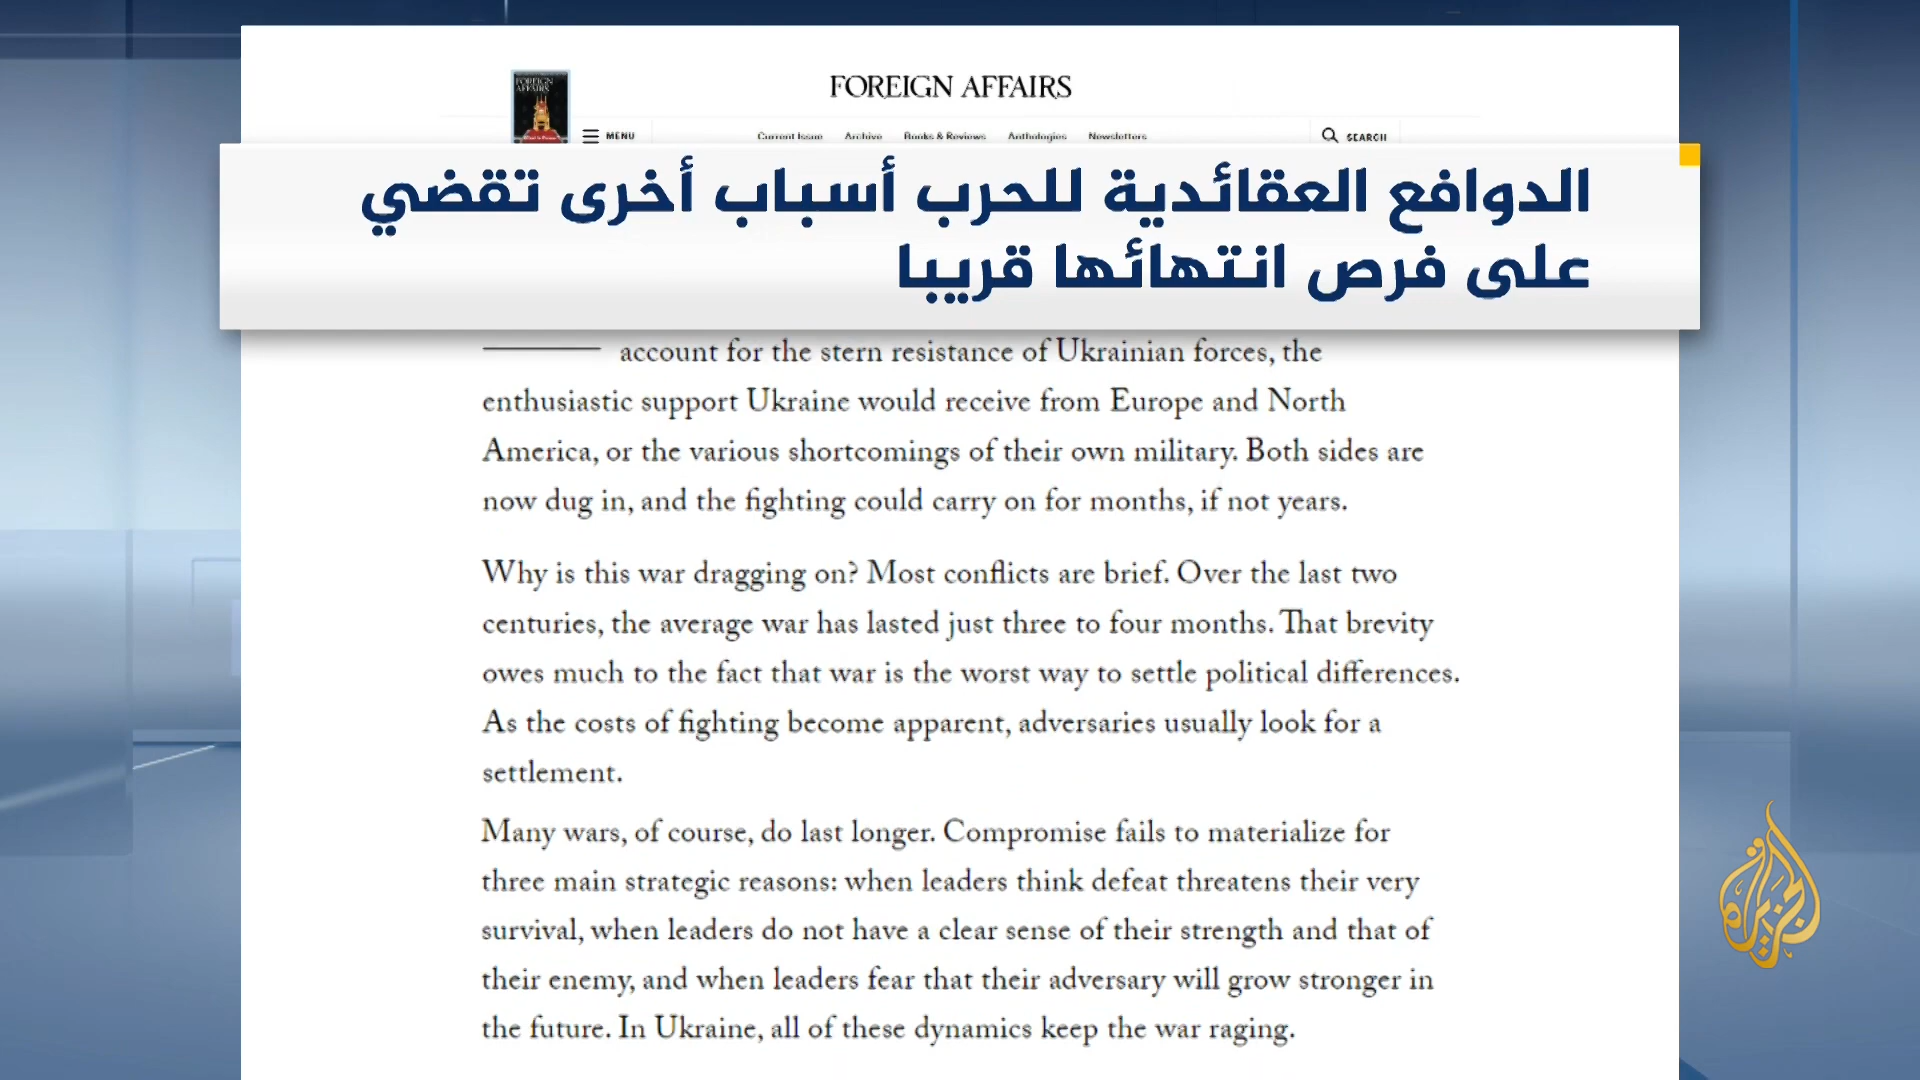 FOREIGN AFFAIRS
FOREIGN AFFAIRS
MENU
Current Issue Archive Books & Reviews Anthologies Newsletters
SEARCH
الدوافع العقائدية للحرب أسباب أخرى تقضي
على فرص انتهائها قريبا
account for the stern resistance of Ukrainian forces, the
enthusiastic support Ukraine would receive from Europe and North
America, or the various shortcomings of their own military. Both sides are
now dug in, and the fighting could carry on for months, if not years.
Why is this war dragging on? Most conflicts are brief. Over the last two
centuries, the average war has lasted just three to four months. That brevity
owes much to the fact that war is the worst way to settle political differences.
As the costs of fighting become apparent, adversaries usually look for a
settlement.
Many wars, of course, do last longer. Compromise fails to materialize for
three main strategic reasons: when leaders think defeat threatens their very
survival, when leaders do not have a clear sense of their strength and that of
their enemy, and when leaders fear that their adversary will grow stronger in
the future. In Ukraine, all of these dynamics keep the war raging.
الجزيرة